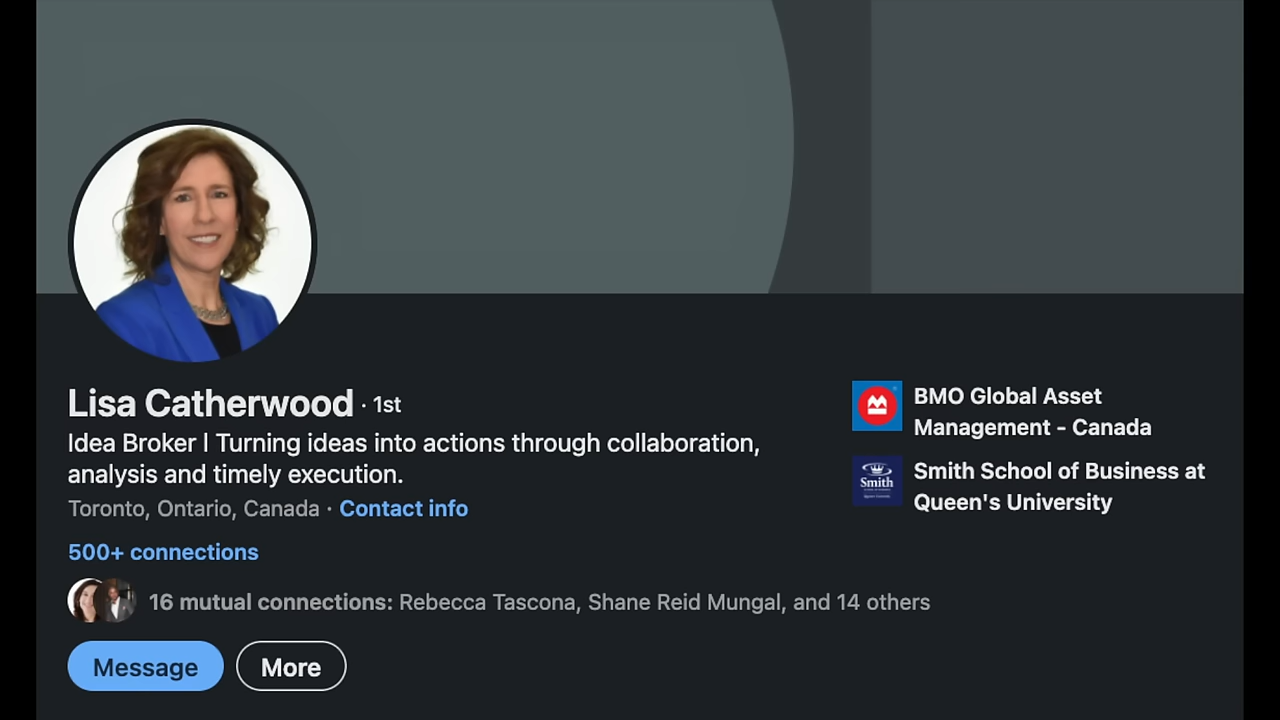 Lisa Catherwood · 1st
Idea Broker l Turning ideas into actions through collaboration,
analysis and timely execution.
Toronto, Ontario, Canada · Contact info
500+ connections
16 mutual connections: Rebecca Tascona, Shane Reid Mungal, and 14 others
Message
More
BMO Global Asset
Management - Canada
Smith
Smith School of Business at
Queen's University